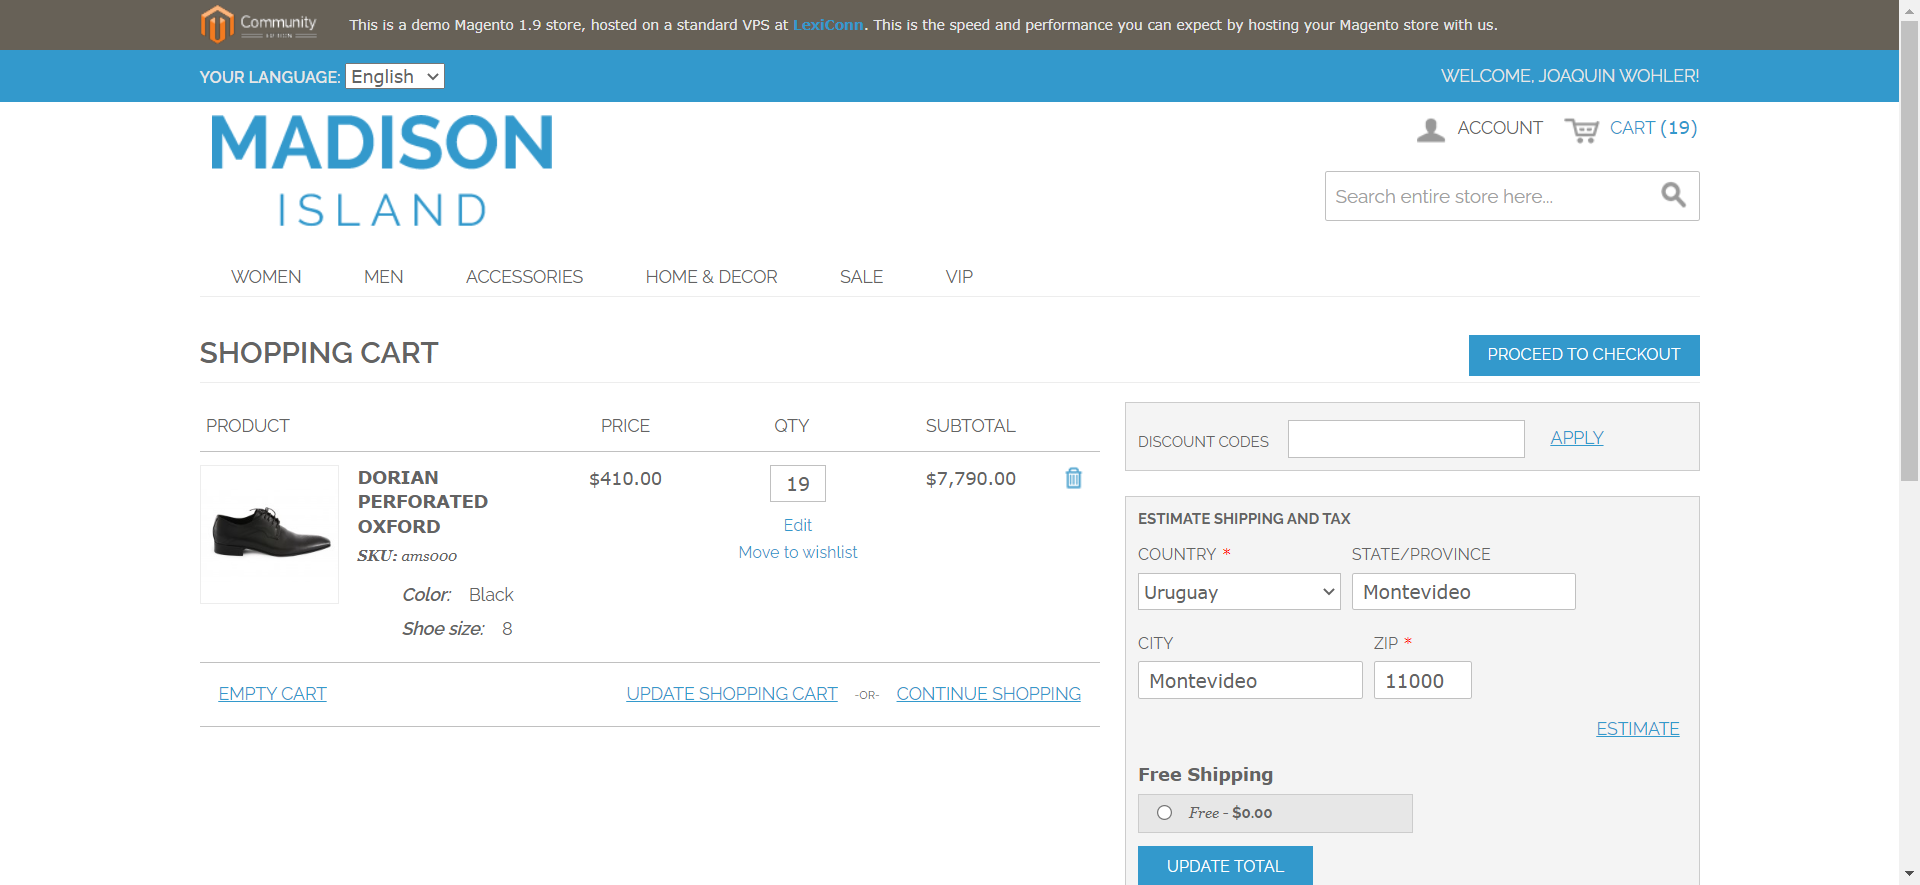 Community
This is a demo Magento 1.9 store, hosted on a standard VPS at LexiConn. This is the speed and performance you can expect by hosting your Magento store with us.
YOUR LANGUAGE: English
WELCOME, JOAQUIN WOHLER!
MADISON
ISLAND
ACCOUNT CART (19)
Search entire store here...
WOMEN MEN ACCESSORIES HOME & DECOR SALE VIP
SHOPPING CART
PROCEED TO CHECKOUT
PRODUCT PRICE QTY SUBTOTAL
DORIAN PERFORATED OXFORD $410.00 19 $7,790.00
SKU: ams000
Edit
Move to wishlist
Color: Black
Shoe size: 8
EMPTY CART UPDATE SHOPPING CART -OR- CONTINUE SHOPPING
DISCOUNT CODES APPLY
ESTIMATE SHIPPING AND TAX
COUNTRY * STATE/PROVINCE
Uruguay Montevideo
CITY ZIP *
Montevideo 11000
ESTIMATE
Free Shipping
Free - $0.00
UPDATE TOTAL